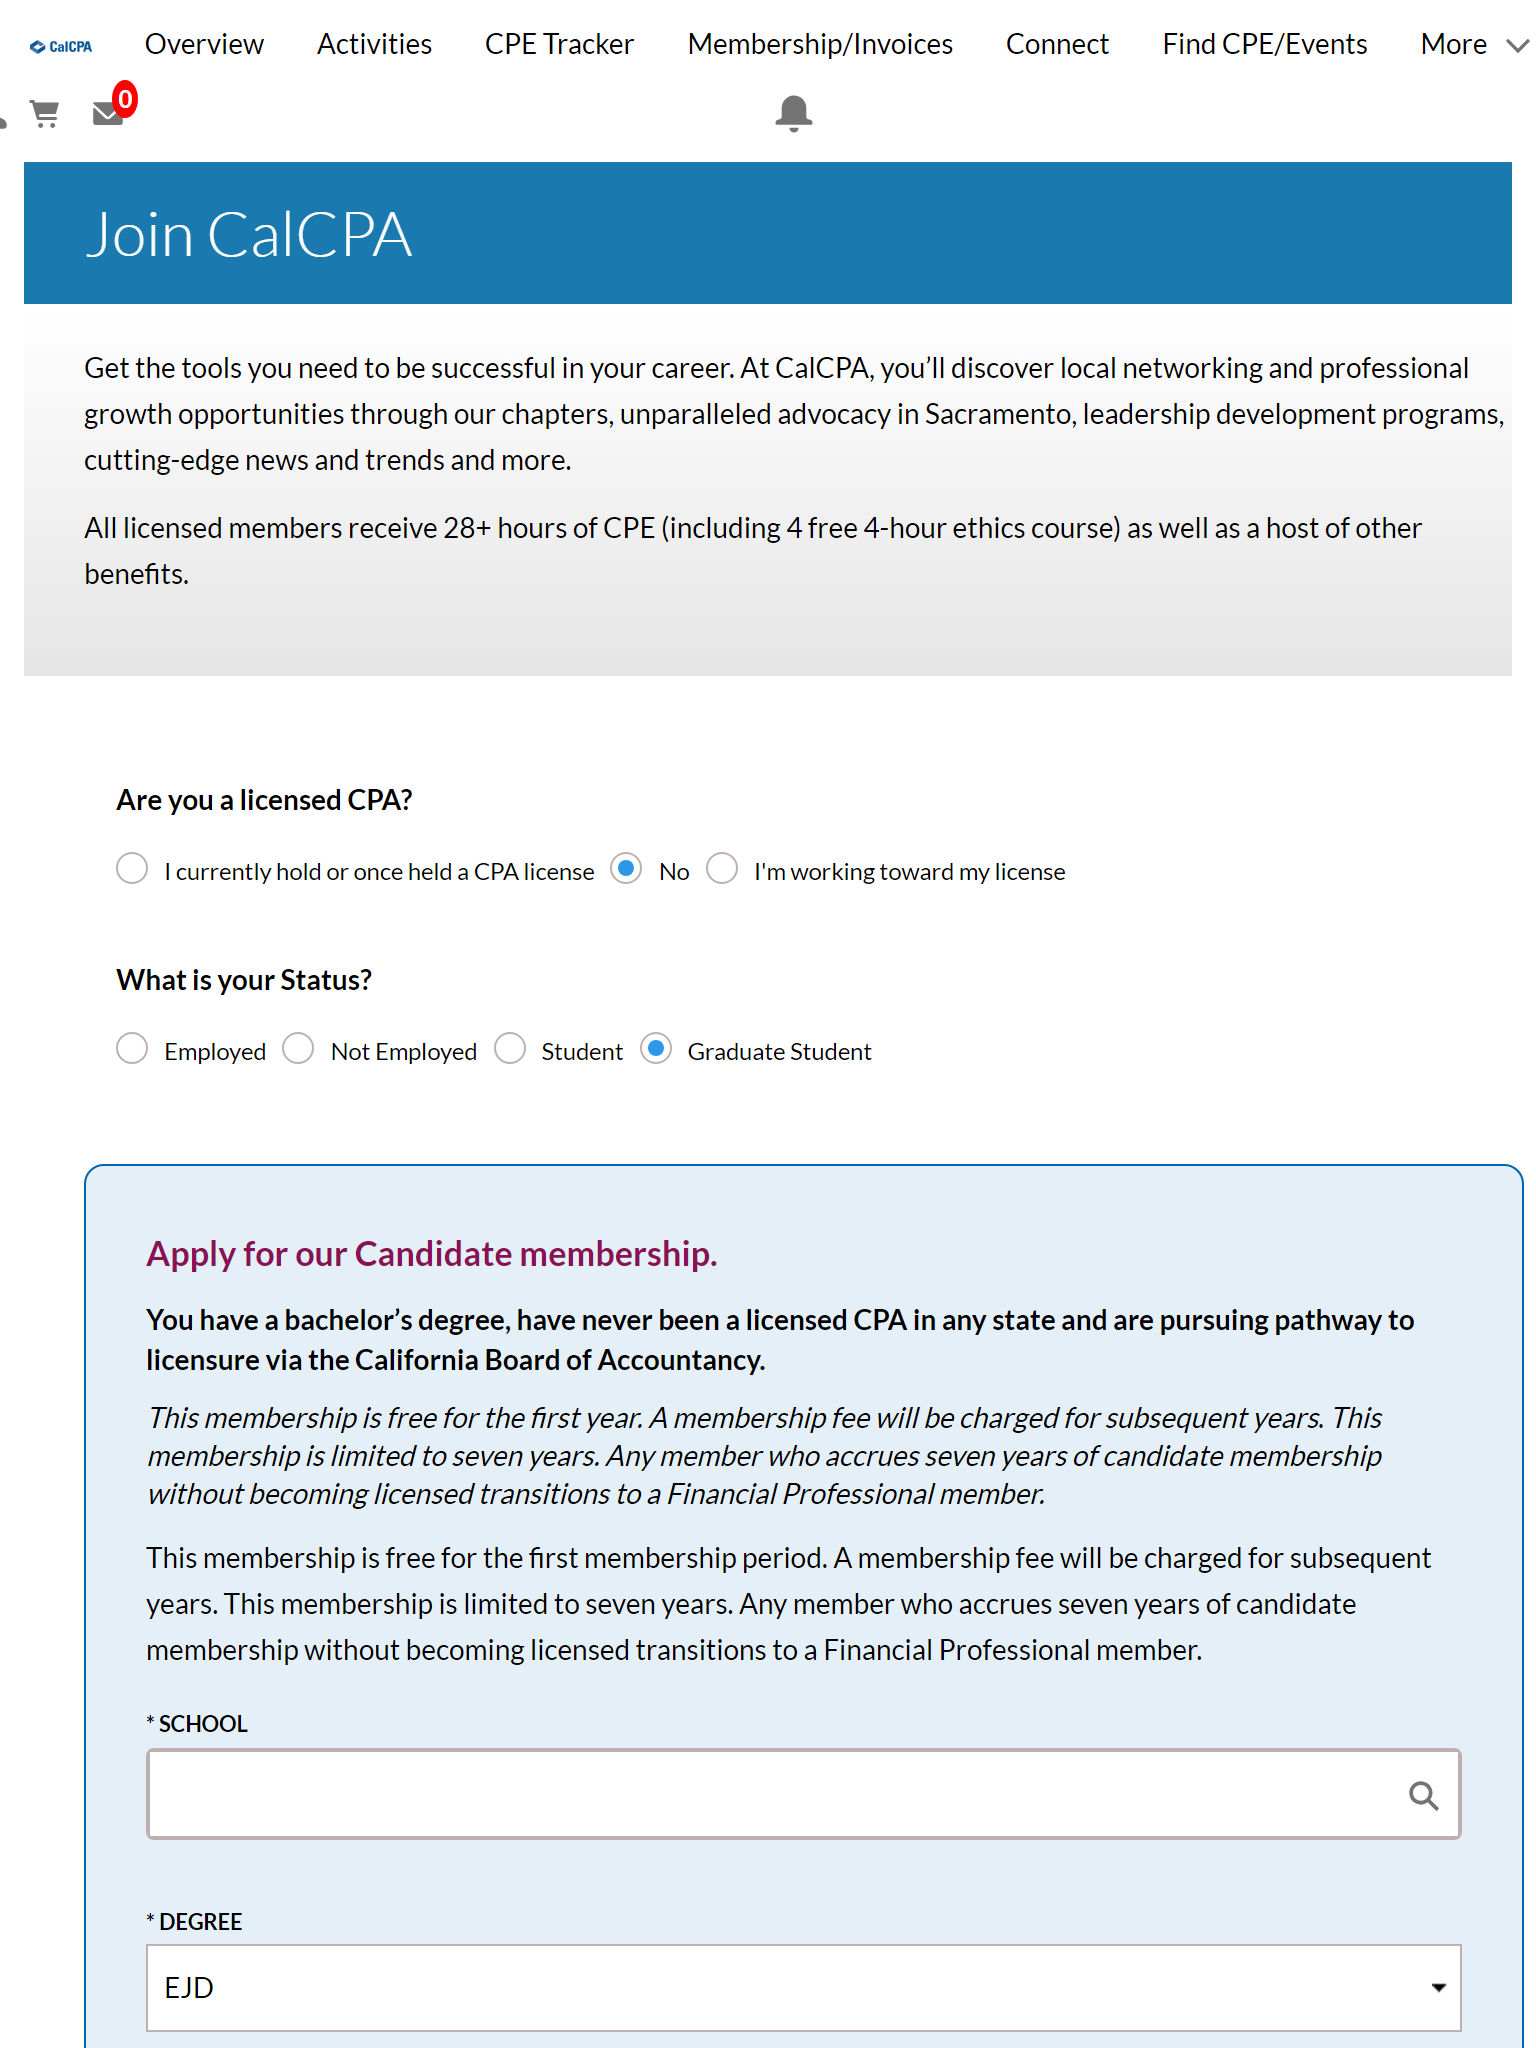 CalCPA Overview Activities CPE Tracker Membership/Invoices Connect Find CPE/Events More
0
Join CalCPA
Get the tools you need to be successful in your career. At CalCPA, you’ll discover local networking and professional
growth opportunities through our chapters, unparalleled advocacy in Sacramento, leadership development programs,
cutting-edge news and trends and more.
All licensed members receive 28+ hours of CPE (including 4 free 4-hour ethics course) as well as a host of other
benefits.
Are you a licensed CPA?
I currently hold or once held a CPA license No I'm working toward my license
What is your Status?
Employed Not Employed Student Graduate Student
Apply for our Candidate membership.
You have a bachelor’s degree, have never been a licensed CPA in any state and are pursuing pathway to
licensure via the California Board of Accountancy.
This membership is free for the first year. A membership fee will be charged for subsequent years. This
membership is limited to seven years. Any member who accrues seven years of candidate membership
without becoming licensed transitions to a Financial Professional member.
This membership is free for the first membership period. A membership fee will be charged for subsequent
years. This membership is limited to seven years. Any member who accrues seven years of candidate
membership without becoming licensed transitions to a Financial Professional member.
* SCHOOL
* DEGREE
EJD